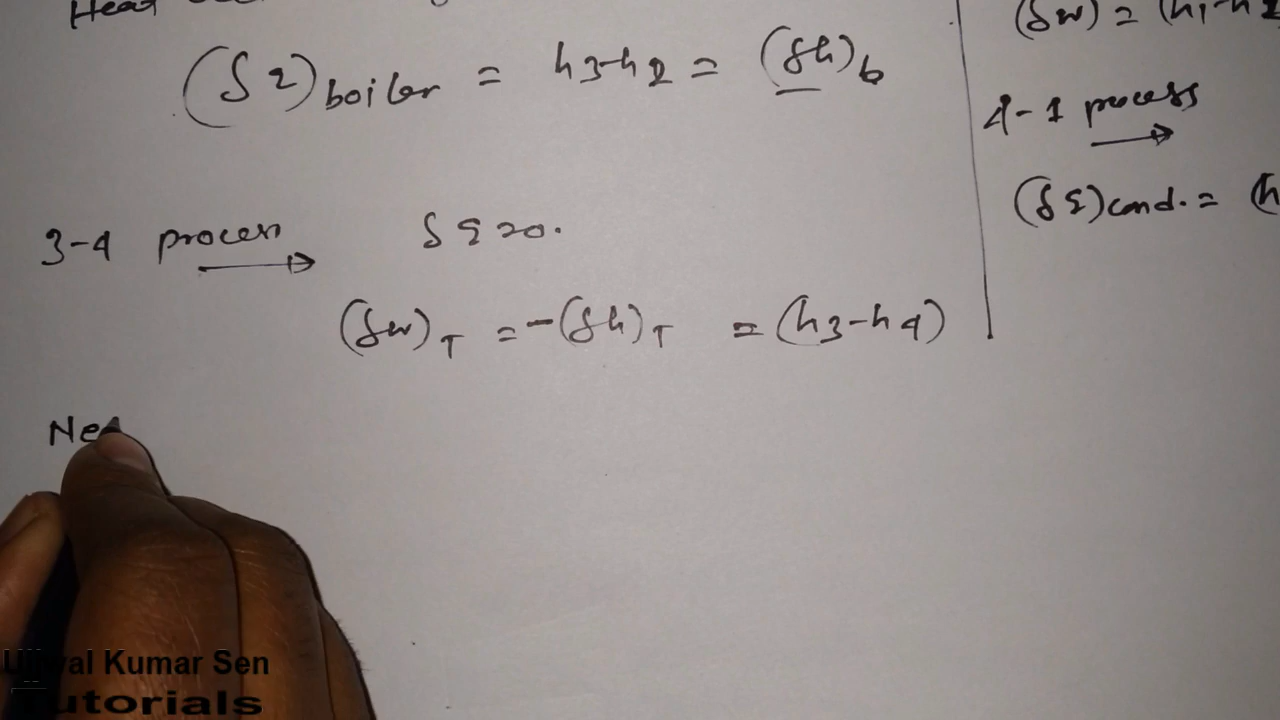 Head
(δq)boiler = h3-h2 = (δh)b
3-4 process → δq=0.
(δw)T = -(δh)T = (h3-h4)
Ne
(δw) = (h1-h2
4-1 process →
(δq)cond. = (h
Ujjwal Kumar Sen
Tutorials